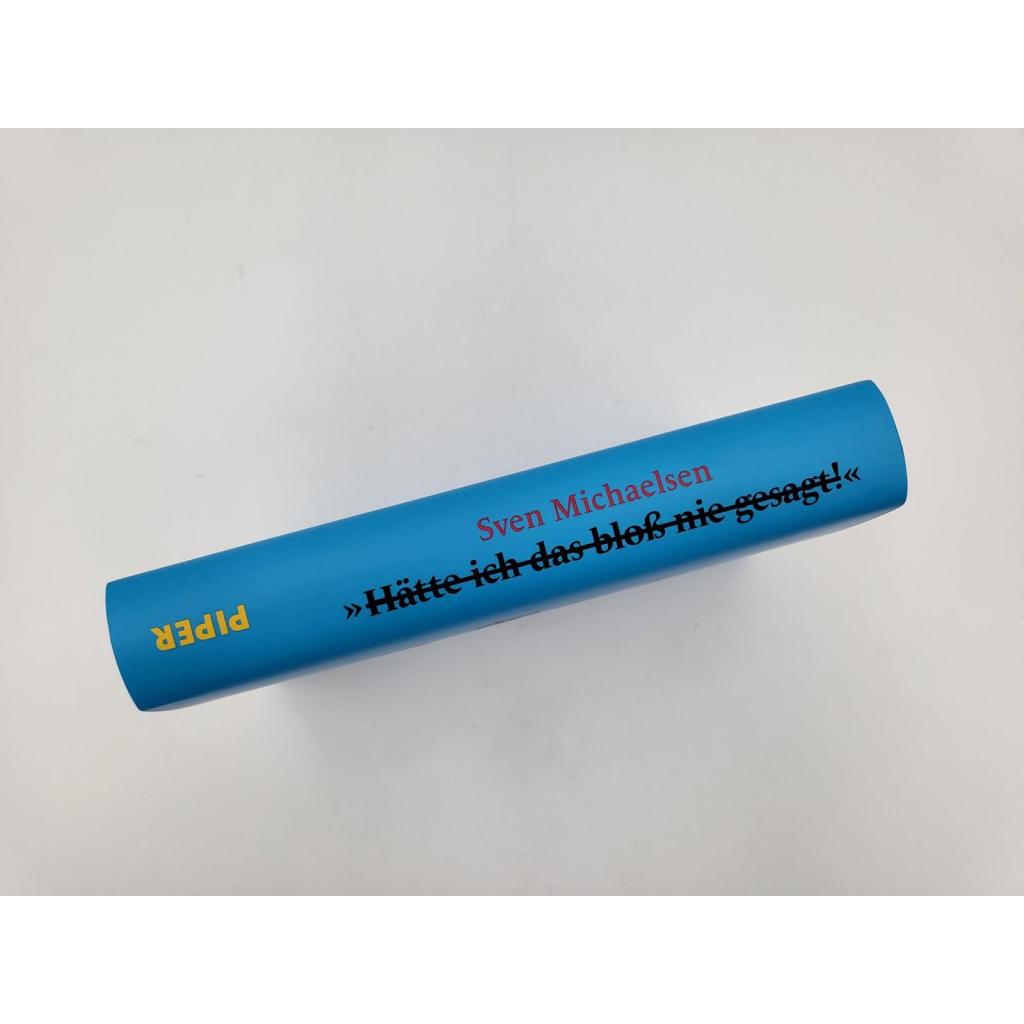 Sven Michaelsen
»Hätte ich das bloß nie gesagt!«
PIPER